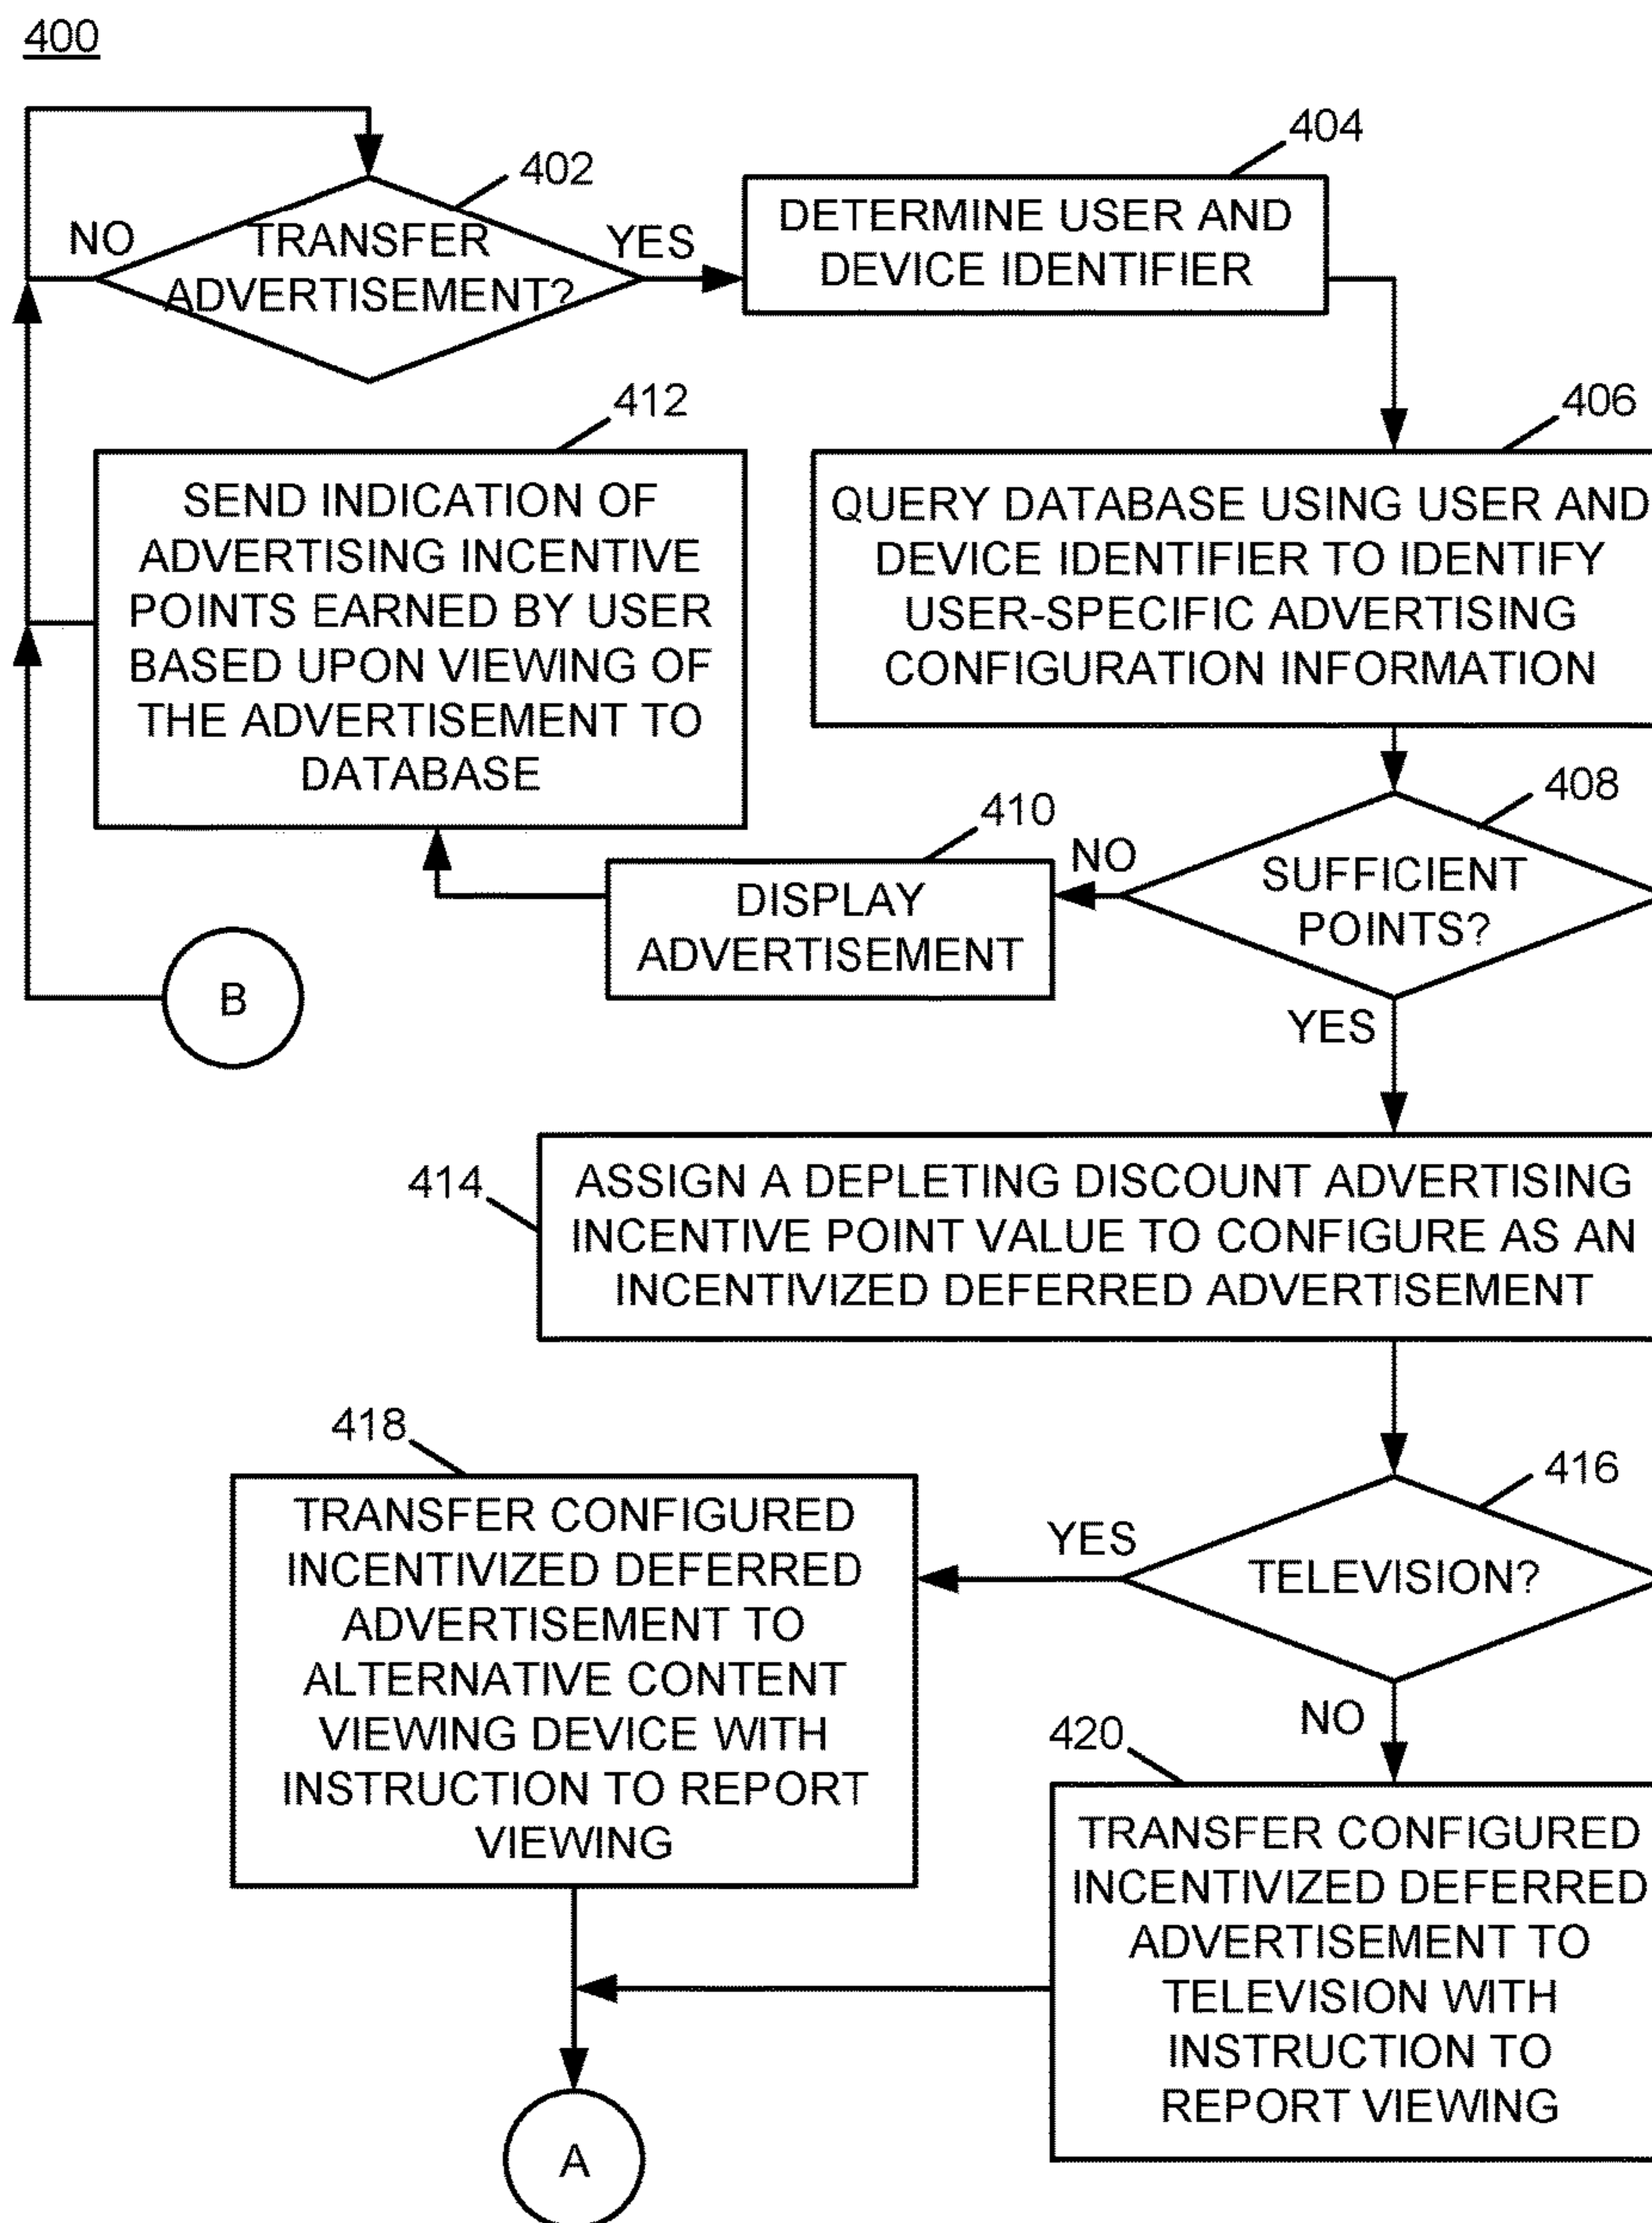 400
402
NO
TRANSFER
ADVERTISEMENT?
YES
404
DETERMINE USER AND
DEVICE IDENTIFIER
406
QUERY DATABASE USING USER AND
DEVICE IDENTIFIER TO IDENTIFY
USER-SPECIFIC ADVERTISING
CONFIGURATION INFORMATION
412
SEND INDICATION OF
ADVERTISING INCENTIVE
POINTS EARNED BY USER
BASED UPON VIEWING OF
THE ADVERTISEMENT TO
DATABASE
408
SUFFICIENT
POINTS?
NO
410
DISPLAY
ADVERTISEMENT
B
YES
414
ASSIGN A DEPLETING DISCOUNT ADVERTISING
INCENTIVE POINT VALUE TO CONFIGURE AS AN
INCENTIVIZED DEFERRED ADVERTISEMENT
416
TELEVISION?
YES
418
TRANSFER CONFIGURED
INCENTIVIZED DEFERRED
ADVERTISEMENT TO
ALTERNATIVE CONTENT
VIEWING DEVICE WITH
INSTRUCTION TO REPORT
VIEWING
NO
420
TRANSFER CONFIGURED
INCENTIVIZED DEFERRED
ADVERTISEMENT TO
TELEVISION WITH
INSTRUCTION TO
REPORT VIEWING
A